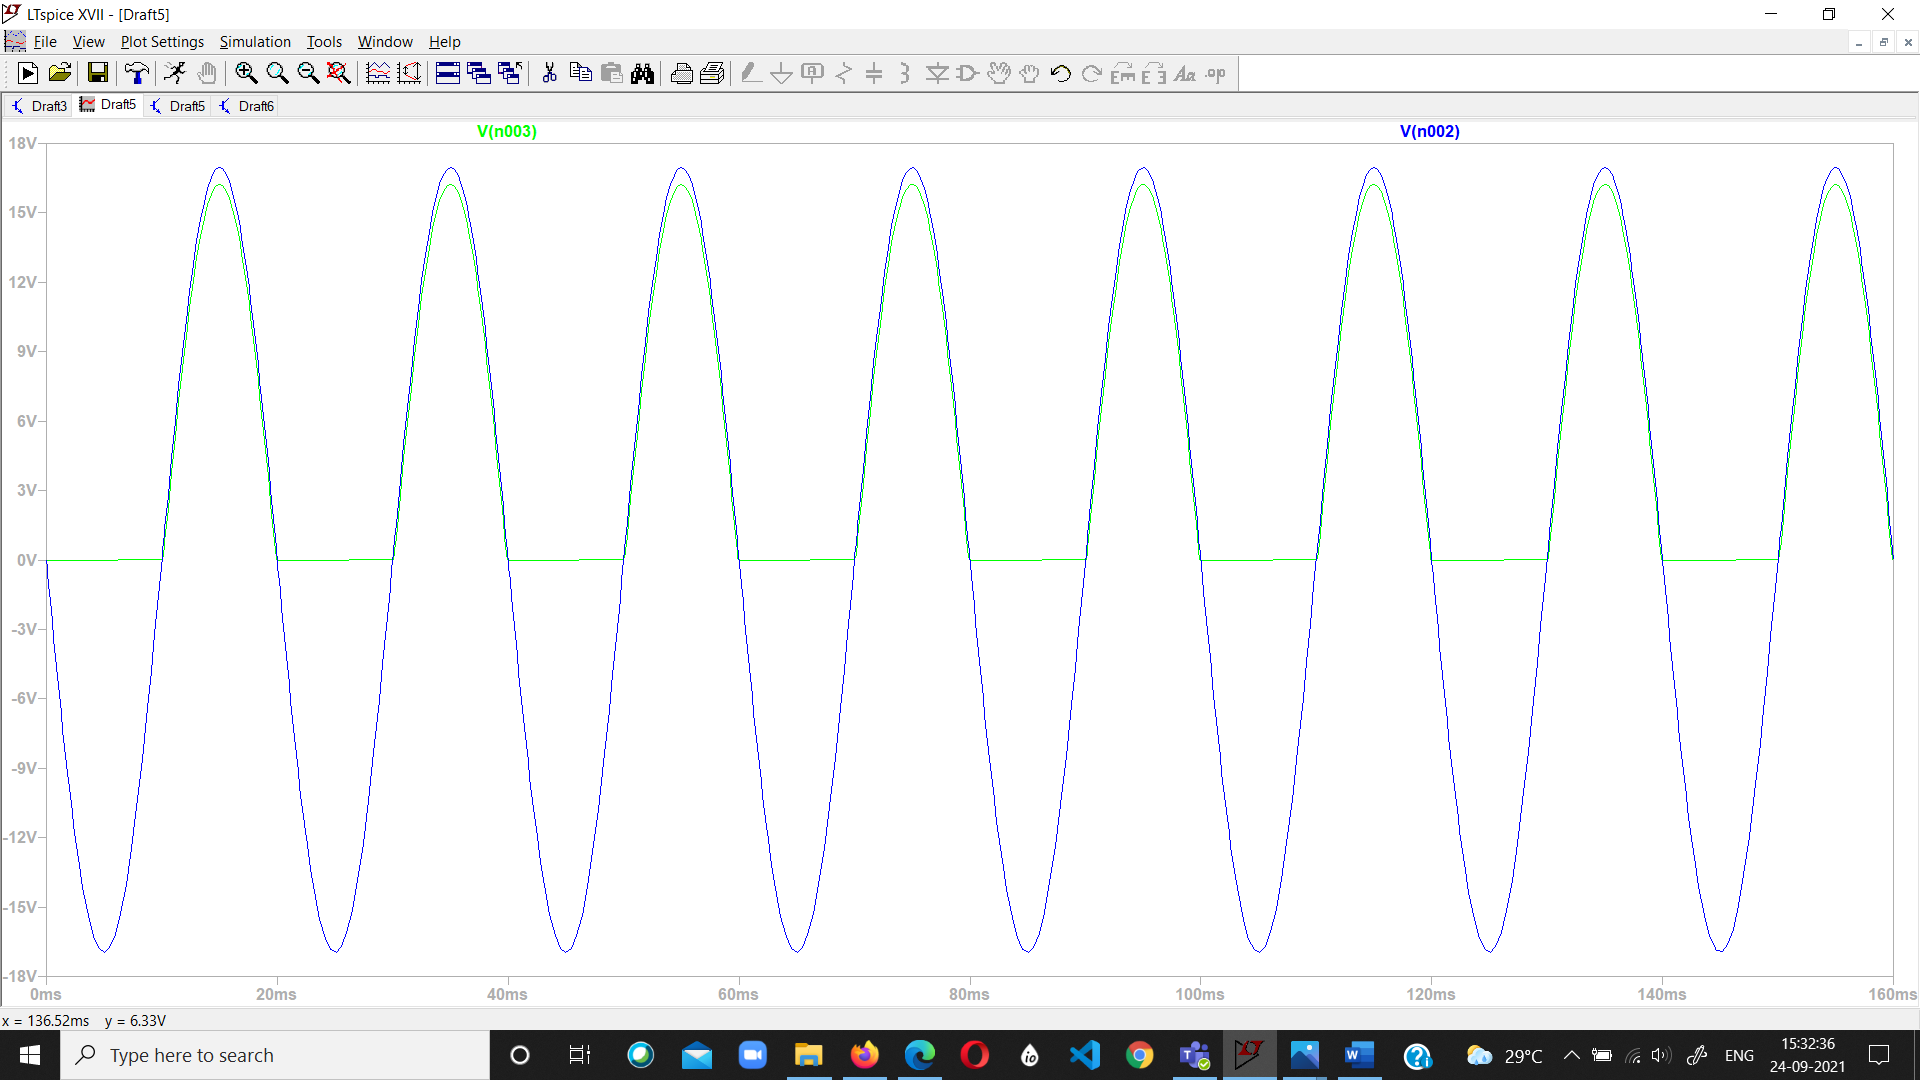 LTspice XVII - [Draft5]
File View Plot Settings Simulation Tools Window Help
Draft3 Draft5 Draft5 Draft6
V(n003) V(n002)
18V
15V
12V
9V
6V
3V
0V
-3V
-6V
-9V
-12V
-15V
-18V
0ms 20ms 40ms 60ms 80ms 100ms 120ms 140ms 160ms
x = 136.52ms y = 6.33V
Type here to search
29°C ENG
15:32:36
24-09-2021